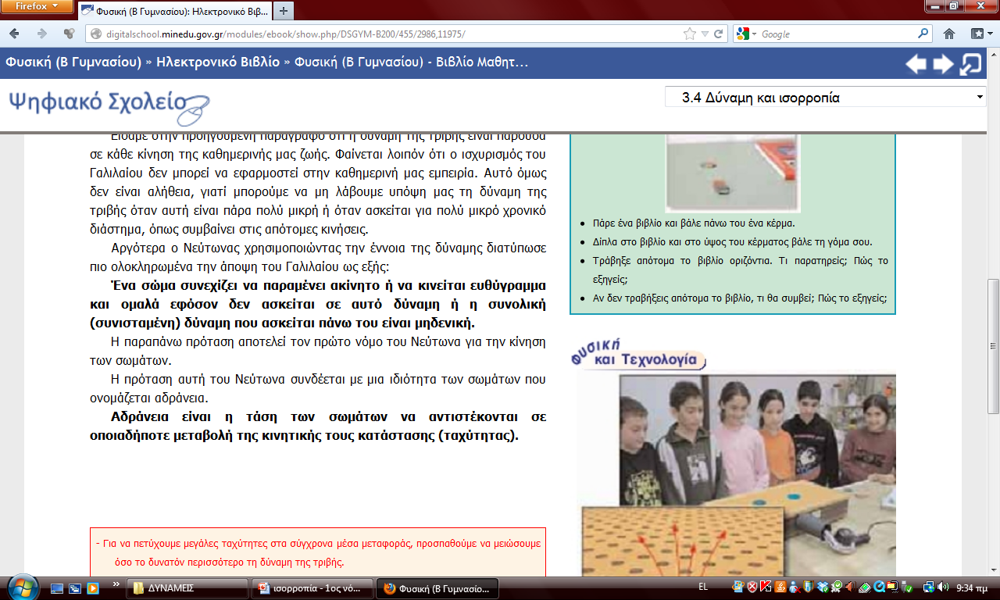 Firefox
Φυσική (Β Γυμνασίου): Ηλεκτρονικό Βιβ...
digitalschool.minedu.gov.gr/modules/ebook/show.php/DSGYM-B200/455/2986,11975/
Google
Φυσική (Β Γυμνασίου) » Ηλεκτρονικό Βιβλίο » Φυσική (Β Γυμνασίου) - Βιβλίο Μαθητ...
Ψηφιακό Σχολείο
3.4 Δύναμη και ισορροπία
Είδαμε στην προηγούμενη παράγραφο ότι η δύναμη της τριβής είναι παρούσα
σε κάθε κίνηση της καθημερινής μας ζωής. Φαίνεται λοιπόν ότι ο ισχυρισμός του
Γαλιλαίου δεν μπορεί να εφαρμοστεί στην καθημερινή μας εμπειρία. Αυτό όμως
δεν είναι αλήθεια, γιατί μπορούμε να μη λάβουμε υπόψη μας τη δύναμη της
τριβής όταν αυτή είναι πάρα πολύ μικρή ή όταν ασκείται για πολύ μικρό χρονικό
διάστημα, όπως συμβαίνει στις απότομες κινήσεις.
Αργότερα ο Νεύτωνας χρησιμοποιώντας την έννοια της δύναμης διατύπωσε
πιο ολοκληρωμένα την άποψη του Γαλιλαίου ως εξής:
Ένα σώμα συνεχίζει να παραμένει ακίνητο ή να κινείται ευθύγραμμα
και ομαλά εφόσον δεν ασκείται σε αυτό δύναμη ή η συνολική
(συνισταμένη) δύναμη που ασκείται πάνω του είναι μηδενική.
Η παραπάνω πρόταση αποτελεί τον πρώτο νόμο του Νεύτωνα για την κίνηση
των σωμάτων.
Η πρόταση αυτή του Νεύτωνα συνδέεται με μια ιδιότητα των σωμάτων που
ονομάζεται αδράνεια.
Αδράνεια είναι η τάση των σωμάτων να αντιστέκονται σε
οποιαδήποτε μεταβολή της κινητικής τους κατάστασης (ταχύτητας).
- Για να πετύχουμε μεγάλες ταχύτητες στα σύγχρονα μέσα μεταφοράς, προσπαθούμε να μειώσουμε
όσο το δυνατόν περισσότερο τη δύναμη της τριβής.
• Πάρε ένα βιβλίο και βάλε πάνω του ένα κέρμα.
• Δίπλα στο βιβλίο και στο ύψος του κέρματος βάλε τη γόμα σου.
• Τράβηξε απότομα το βιβλίο οριζόντια. Τι παρατηρείς; Πώς το
εξηγείς;
• Αν δεν τραβήξεις απότομα το βιβλίο, τι θα συμβεί; Πώς το εξηγείς;
Φυσική
και Τεχνολογία
ΔΥΝΑΜΕΙΣ
ισορροπία - 1ος νό...
Φυσική (Β Γυμνασίο...
EL
9:34 πμ